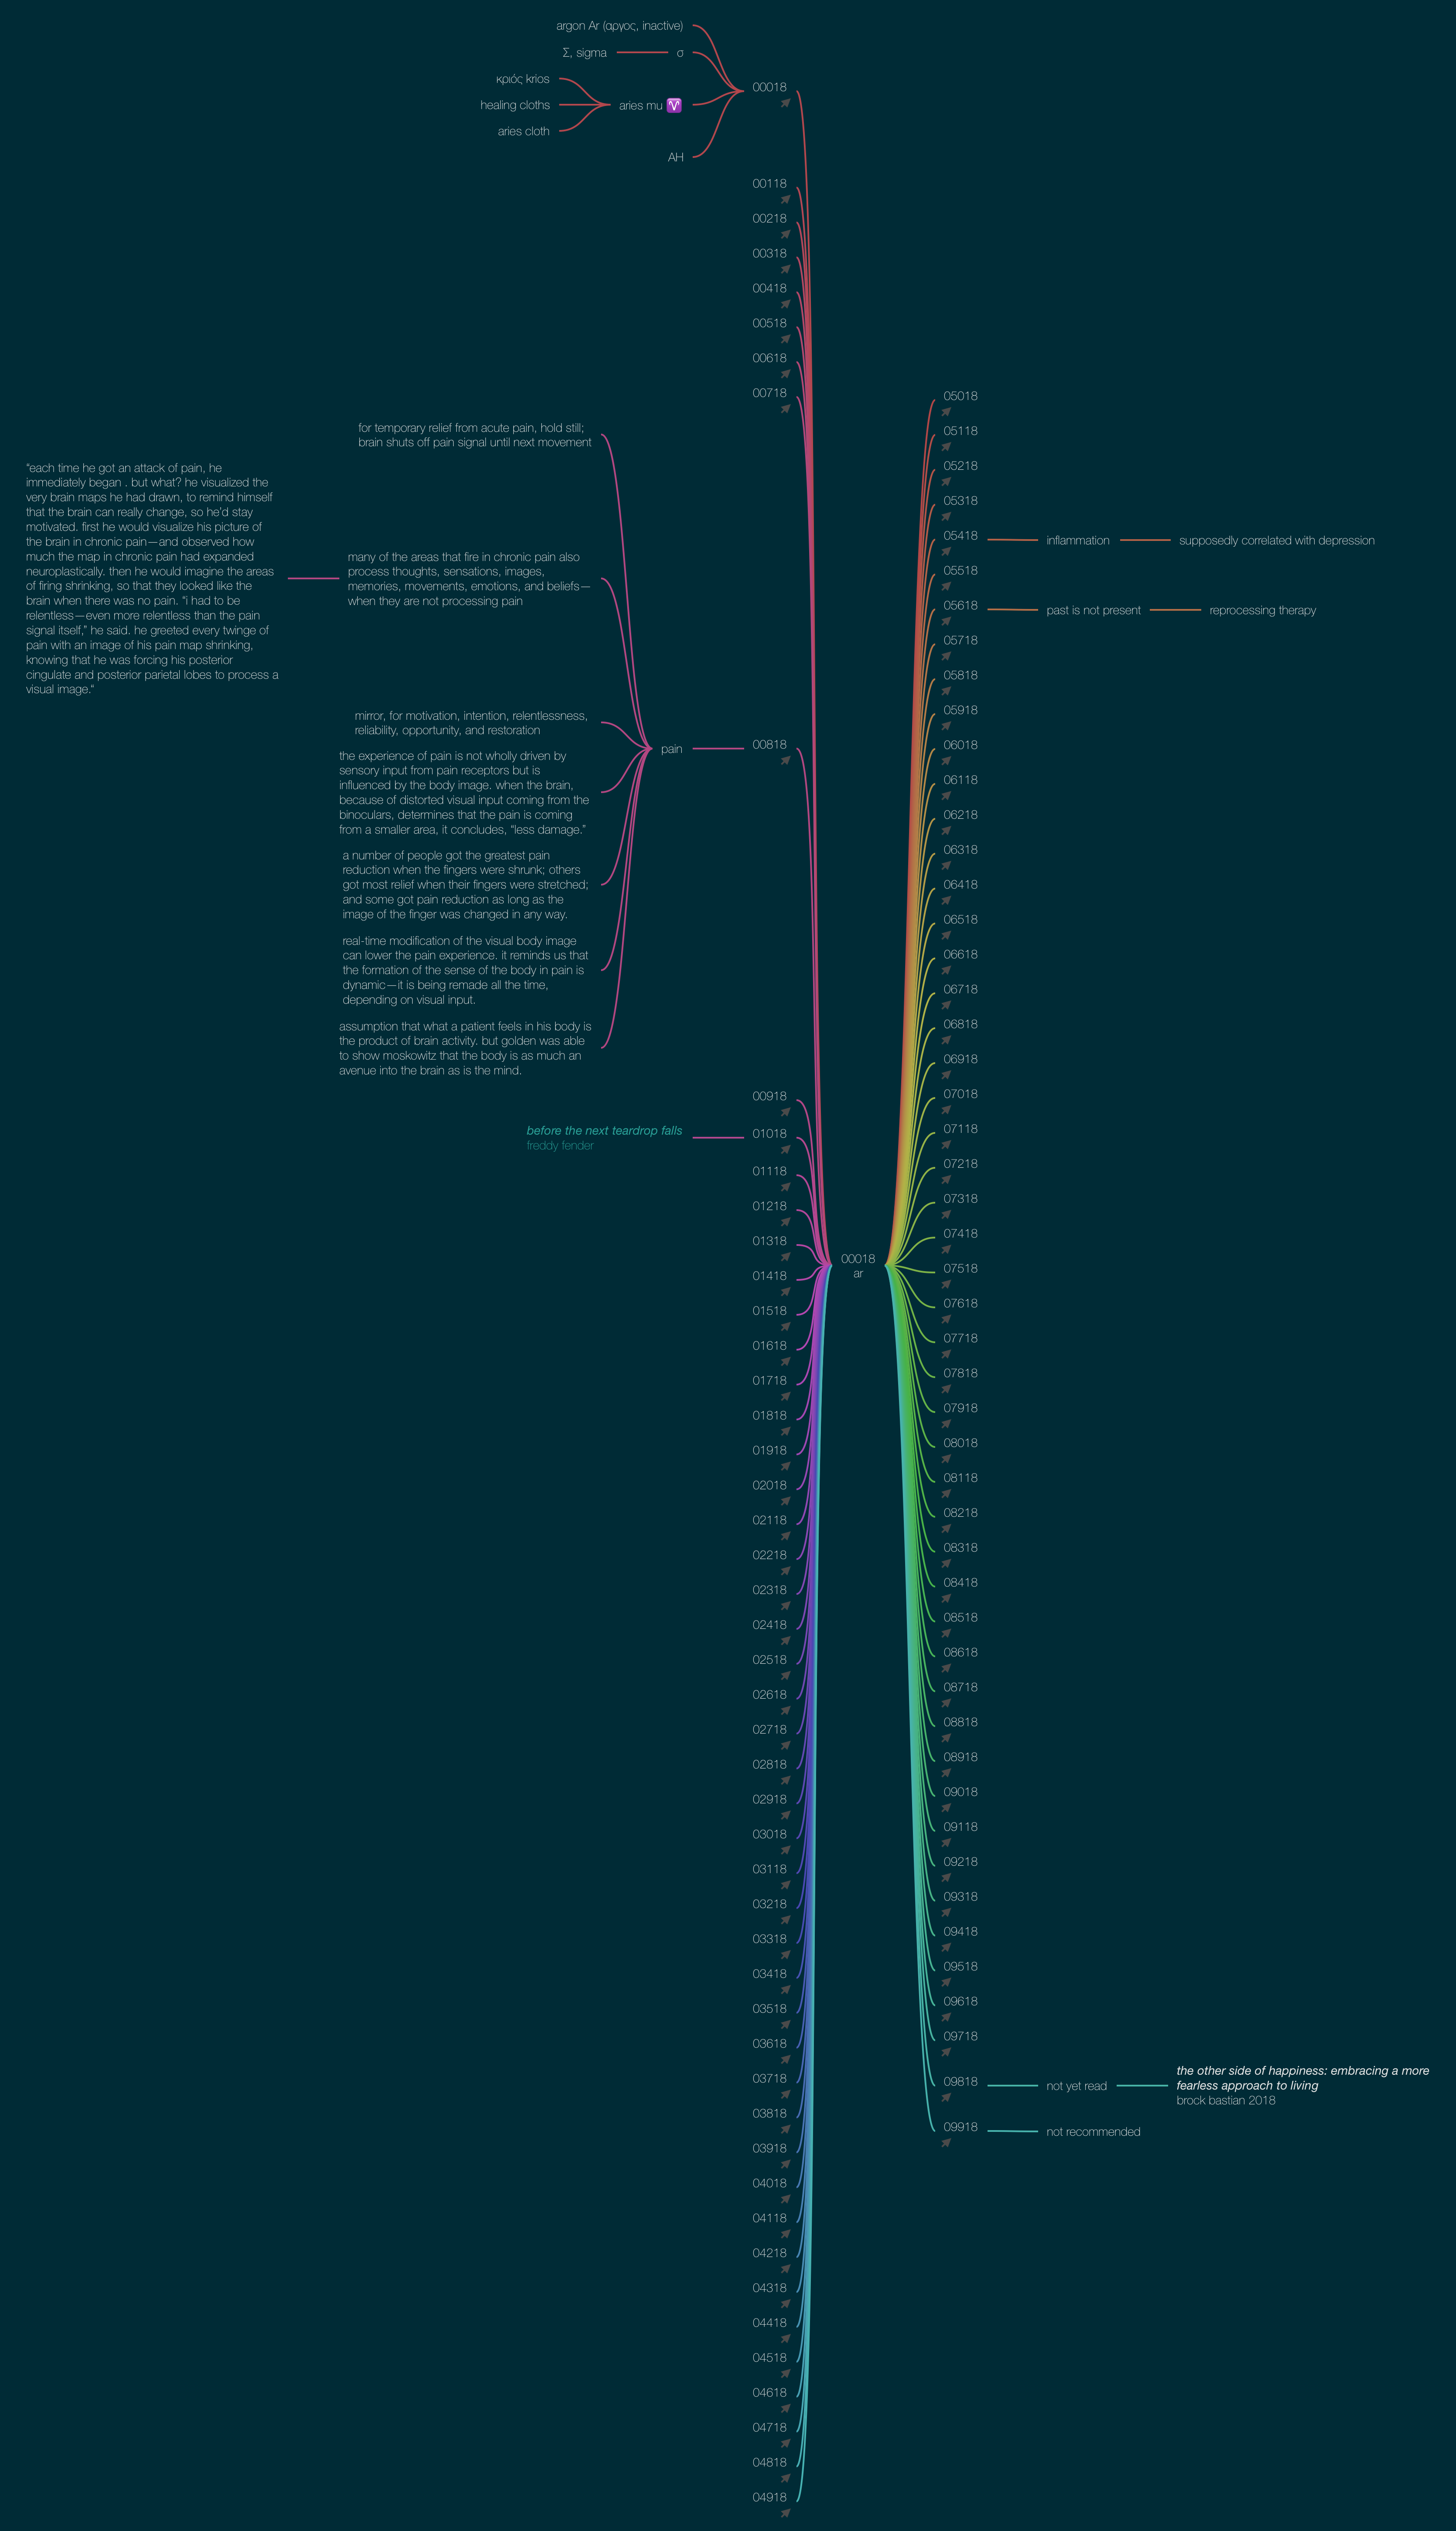 argon Ar (αργος, inactive)
Σ, sigma
σ
κριός krios
healing cloths
aries cloth
aries mu ♈
AH
00018
00118
00218
00318
00418
00518
00618
00718
for temporary relief from acute pain, hold still;
brain shuts off pain signal until next movement
“each time he got an attack of pain, he
immediately began . but what? he visualized the
very brain maps he had drawn, to remind himself
that the brain can really change, so he’d stay
motivated. first he would visualize his picture of
the brain in chronic pain—and observed how
much the map in chronic pain had expanded
neuroplastically. then he would imagine the areas
of firing shrinking, so that they looked like the
brain when there was no pain. “i had to be
relentless—even more relentless than the pain
signal itself,” he said. he greeted every twinge of
pain with an image of his pain map shrinking,
knowing that he was forcing his posterior
cingulate and posterior parietal lobes to process a
visual image.”
many of the areas that fire in chronic pain also
process thoughts, sensations, images,
memories, movements, emotions, and beliefs—
when they are not processing pain
mirror, for motivation, intention, relentlessness,
reliability, opportunity, and restoration
the experience of pain is not wholly driven by
sensory input from pain receptors but is
influenced by the body image. when the brain,
because of distorted visual input coming from the
binoculars, determines that the pain is coming
from a smaller area, it concludes, “less damage.”
a number of people got the greatest pain
reduction when the fingers were shrunk; others
got most relief when their fingers were stretched;
and some got pain reduction as long as the
image of the finger was changed in any way.
real-time modification of the visual body image
can lower the pain experience. it reminds us that
the formation of the sense of the body in pain is
dynamic—it is being remade all the time,
depending on visual input.
assumption that what a patient feels in his body is
the product of brain activity. but golden was able
to show moskowitz that the body is as much an
avenue into the brain as is the mind.
pain
00818
00918
before the next teardrop falls
freddy fender
01018
01118
01218
01318
01418
01518
01618
01718
01818
01918
02018
02118
02218
02318
02418
02518
02618
02718
02818
02918
03018
03118
03218
03318
03418
03518
03618
03718
03818
03918
04018
04118
04218
04318
04418
04518
04618
04718
04818
04918
00018
ar
05018
05118
05218
05318
05418
inflammation
supposedly correlated with depression
05518
05618
past is not present
reprocessing therapy
05718
05818
05918
06018
06118
06218
06318
06418
06518
06618
06718
06818
06918
07018
07118
07218
07318
07418
07518
07618
07718
07818
07918
08018
08118
08218
08318
08418
08518
08618
08718
08818
08918
09018
09118
09218
09318
09418
09518
09618
09718
09818
not yet read
the other side of happiness: embracing a more
fearless approach to living
brock bastian 2018
09918
not recommended